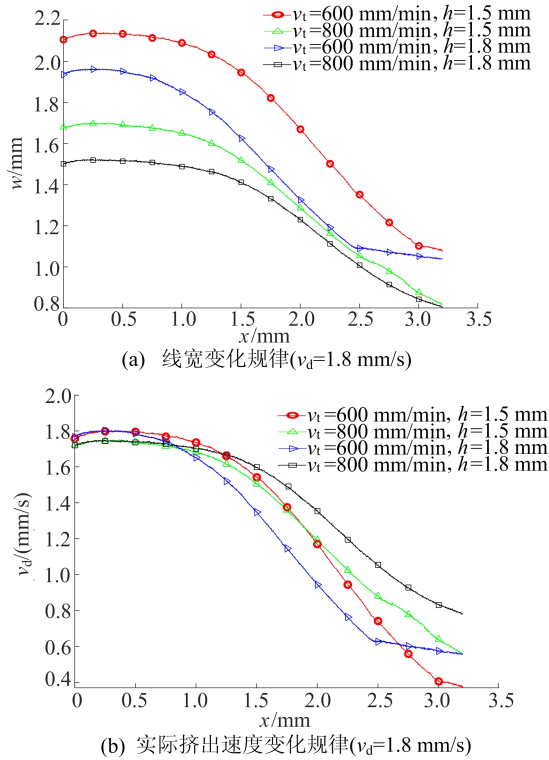 vt=600 mm/min, h=1.5 mm
vt=800 mm/min, h=1.5 mm
vt=600 mm/min, h=1.8 mm
vt=800 mm/min, h=1.8 mm
2.2
2.0
1.8
1.6
1.4
1.2
1.0
0.8
w/mm
0 0.5 1.0 1.5 2.0 2.5 3.0 3.5
x/mm
(a) 线宽变化规律(vd=1.8 mm/s)
vt=600 mm/min, h=1.5 mm
vt=800 mm/min, h=1.5 mm
vt=600 mm/min, h=1.8 mm
vt=800 mm/min, h=1.8 mm
2.0
1.8
1.6
1.4
1.2
1.0
0.8
0.6
0.4
vd/(mm/s)
0 0.5 1.0 1.5 2.0 2.5 3.0 3.5
x/mm
(b) 实际挤出速度变化规律(vd=1.8 mm/s)